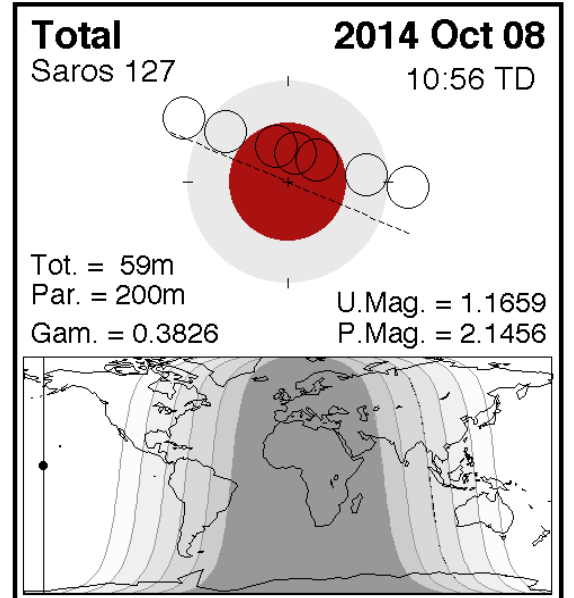 Total 2014 Oct 08
Saros 127 10:56 TD
Tot. = 59m
Par. = 200m U.Mag. = 1.1659
Gam. = 0.3826 P.Mag. = 2.1456